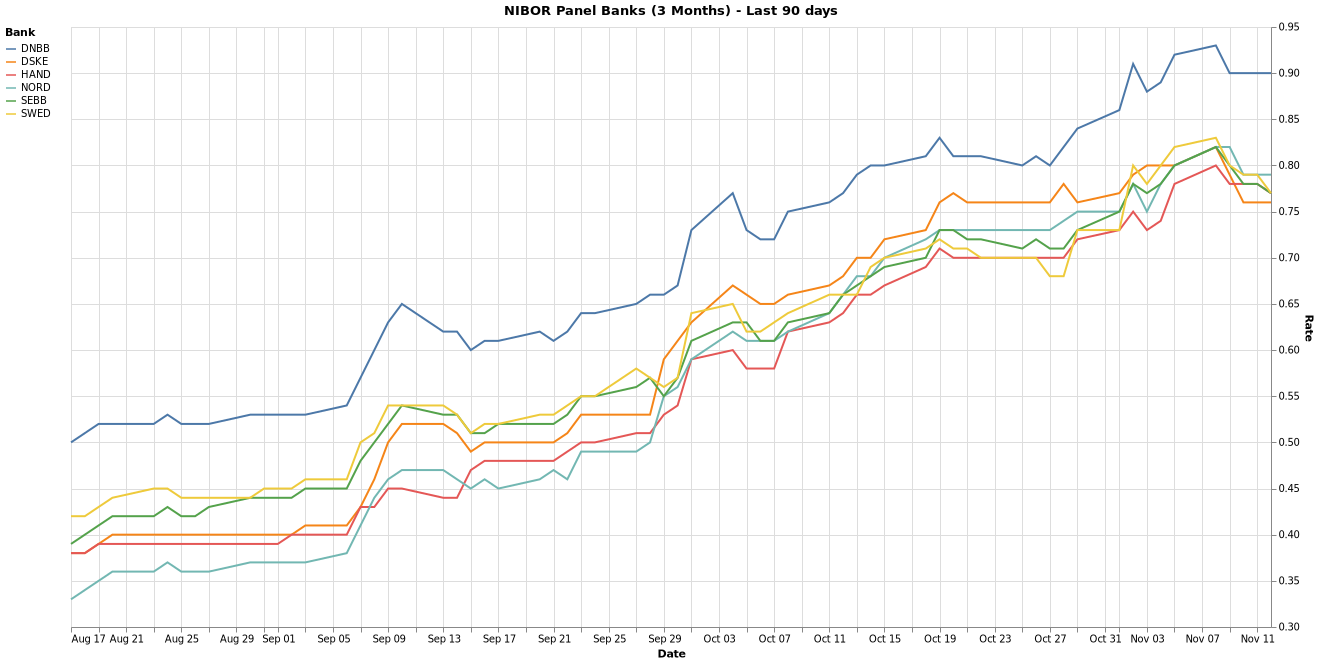 NIBOR Panel Banks (3 Months) - Last 90 days
Bank
DNBB
DSKE
HAND
NORD
SEBB
SWED
0.95
0.90
0.85
0.80
0.75
0.70
0.65
0.60
0.55
0.50
0.45
0.40
0.35
0.30
Rate
Aug 17 Aug 21 Aug 25 Aug 29 Sep 01 Sep 05 Sep 09 Sep 13 Sep 17 Sep 21 Sep 25 Sep 29 Oct 03 Oct 07 Oct 11 Oct 15 Oct 19 Oct 23 Oct 27 Oct 31 Nov 03 Nov 07 Nov 11
Date